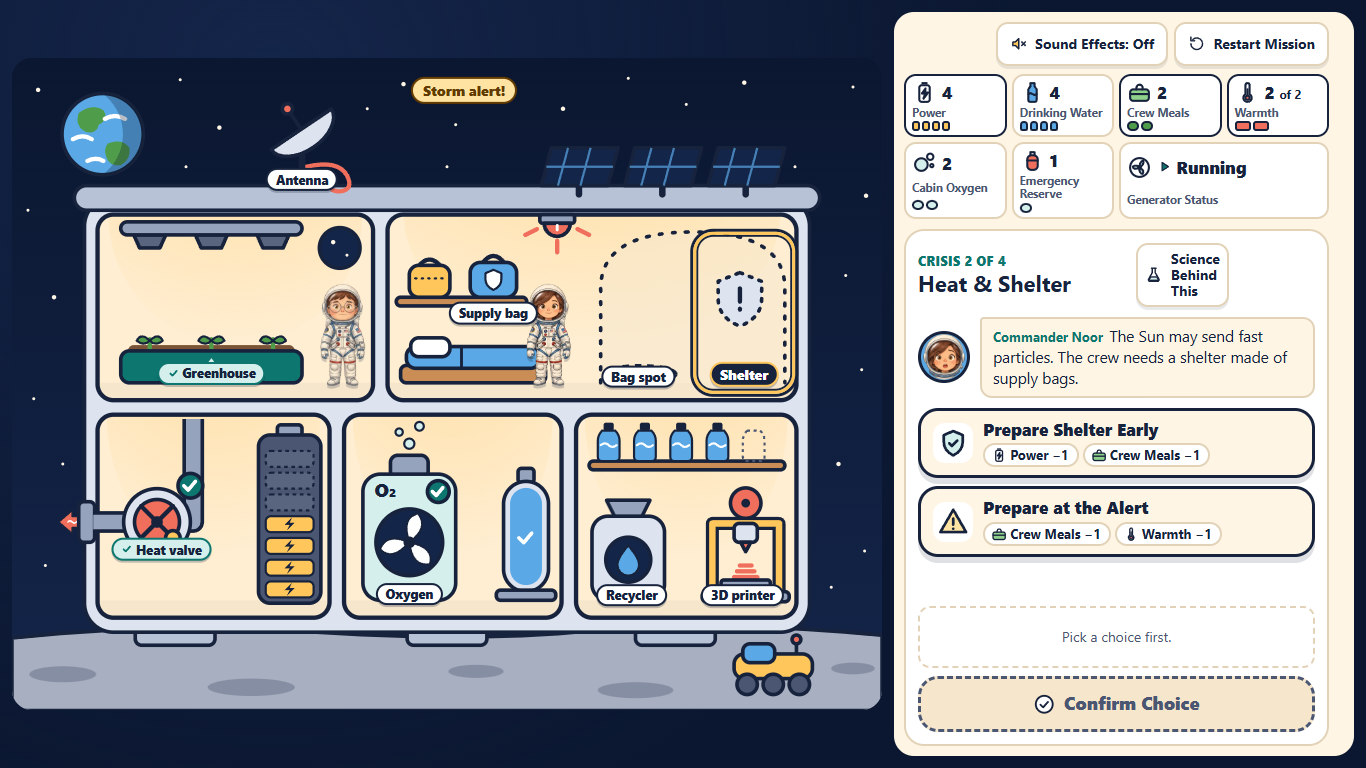 Storm alert!
Antenna
Supply bag
Greenhouse
Bag spot
Shelter
O₂
Heat valve
Oxygen
Recycler
3D printer
Sound Effects: Off
Restart Mission
4
Power
4
Drinking Water
2
Crew Meals
2 of 2
Warmth
2
Cabin Oxygen
1
Emergency
Reserve
Running
Generator Status
CRISIS 2 OF 4
Heat & Shelter
Science
Behind
This
Commander Noor The Sun may send fast
particles. The crew needs a shelter made of
supply bags.
Prepare Shelter Early
Power −1
Crew Meals −1
Prepare at the Alert
Crew Meals −1
Warmth −1
Pick a choice first.
Confirm Choice